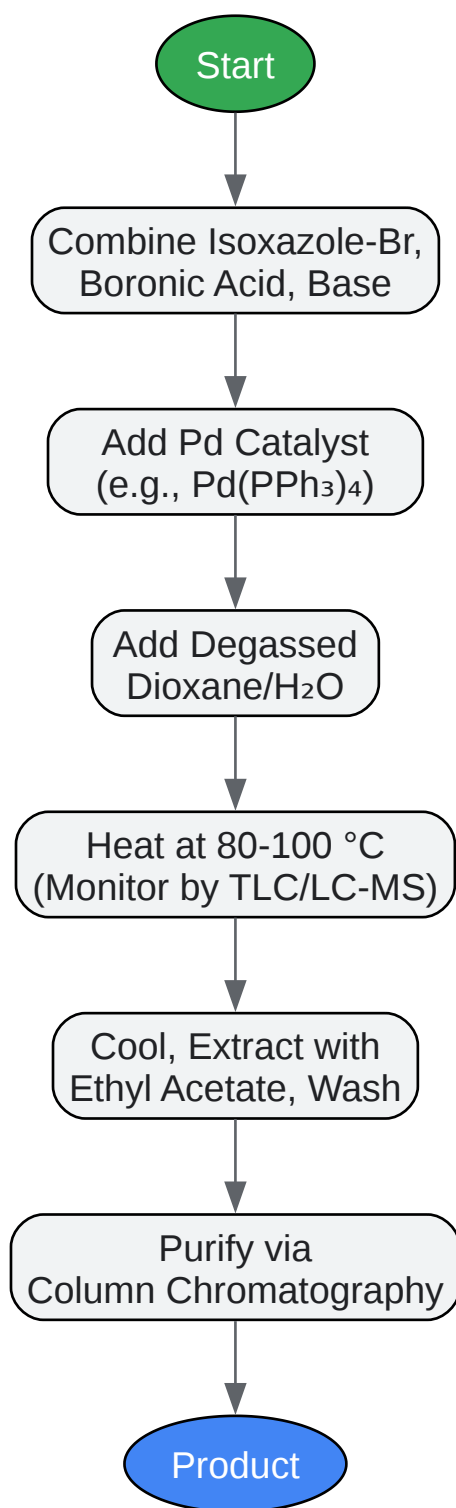 Start
Combine Isoxazole-Br,
Boronic Acid, Base
Add Pd Catalyst
(e.g., Pd(PPh₃)₄)
Add Degassed
Dioxane/H₂O
Heat at 80-100 °C
(Monitor by TLC/LC-MS)
Cool, Extract with
Ethyl Acetate, Wash
Purify via
Column Chromatography
Product